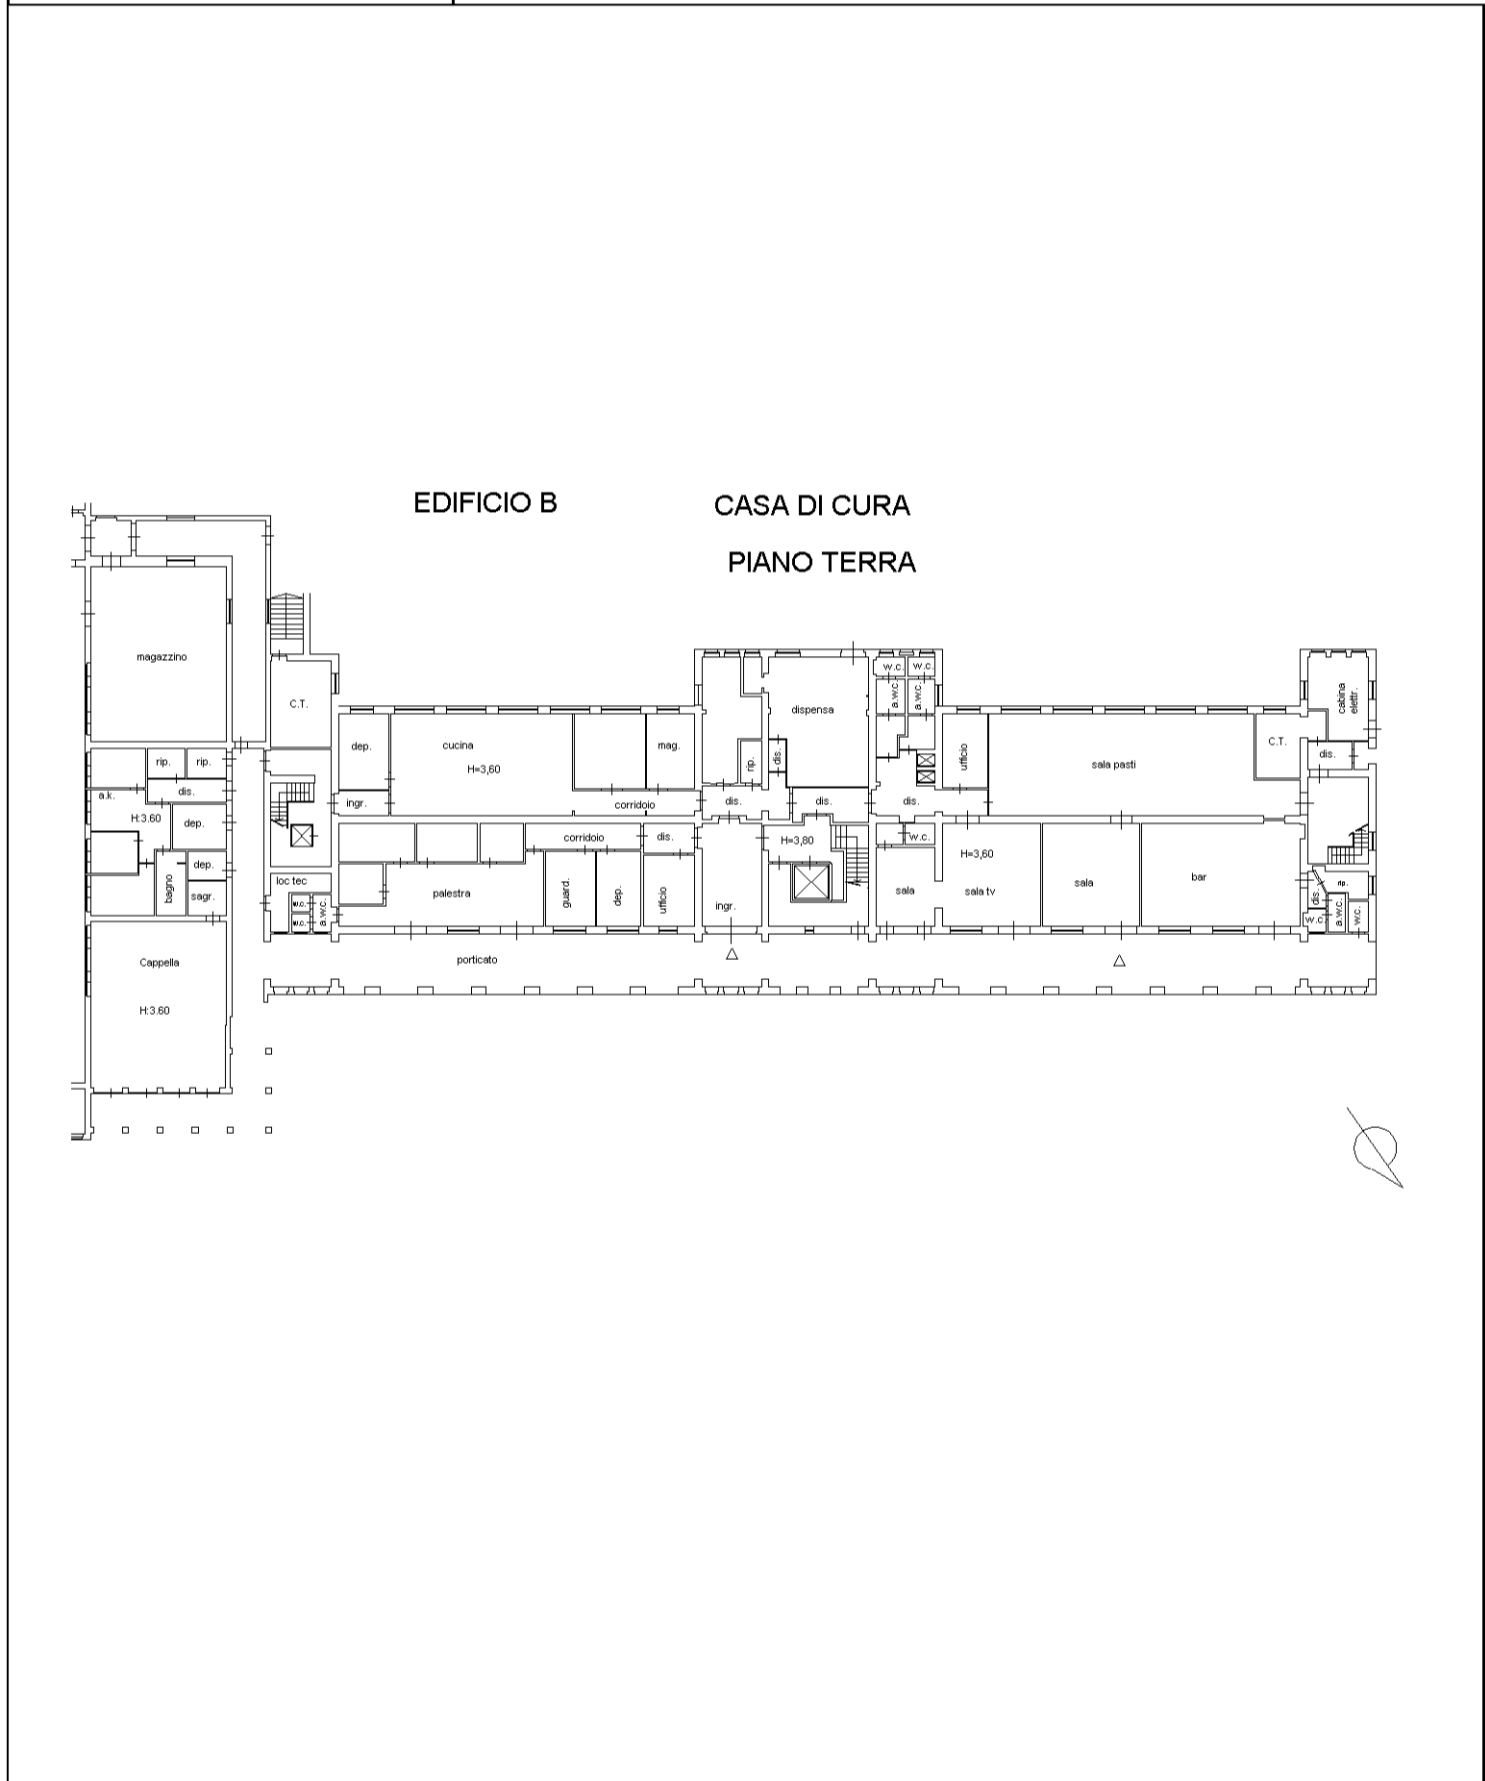 EDIFICIO B
CASA DI CURA
PIANO TERRA
magazzino
C.T.
rip.
rip.
dis.
a.k.
H:3.60
dep.
dep.
bagno
sagr.
Cappella
H:3.60
loc tec
w.c.
w.c.
a.w.c.
dep.
ingr.
cucina
H=3,60
mag.
corridoio
corridoio
dis.
palestra
guard.
dep.
ufficio
porticato
rip.
dis.
ingr.
dispensa
dis.
dis.
H=3,80
w.c.
w.c.
a.w.c.
a.w.c.
dis.
w.c.
sala
ufficio
sala pasti
C.T.
H=3,60
sala tv
sala
bar
cabina
elettr.
dis.
rip.
dis.
w.c.
a.w.c.
w.c.